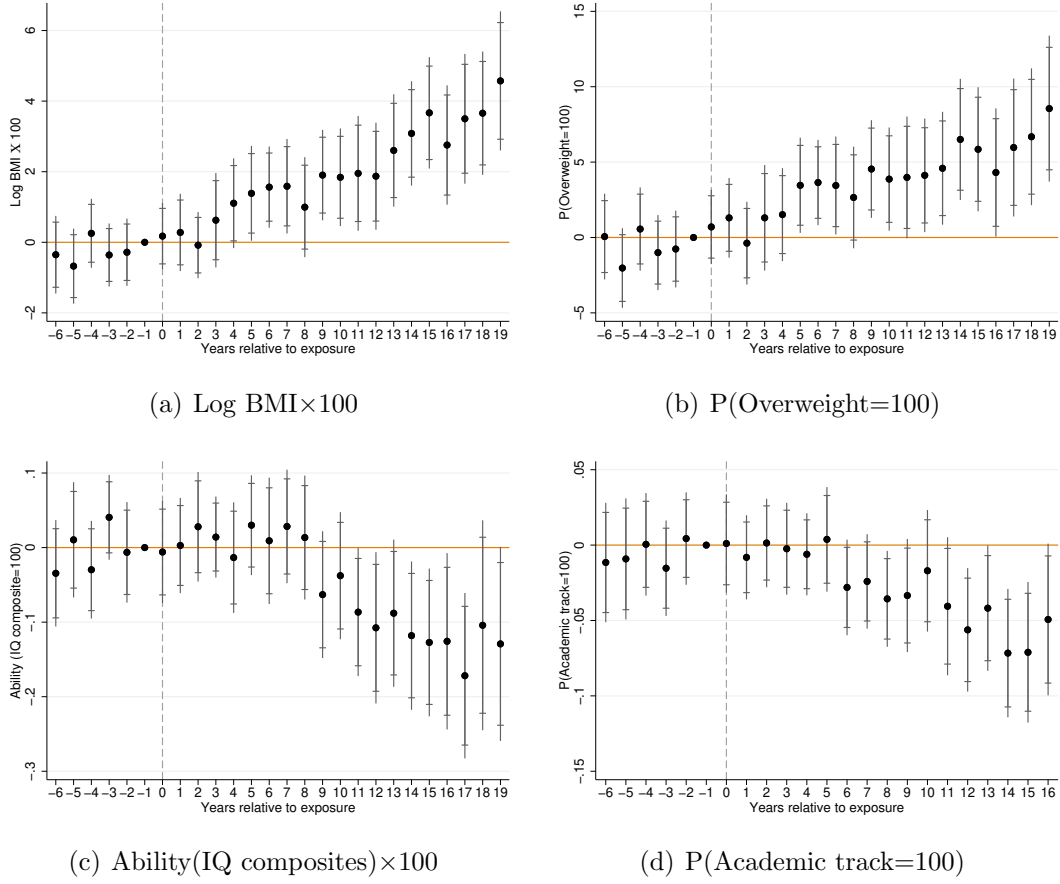 Log BMI X 100
6
4
2
0
-2
-6 -5 -4 -3 -2 -1 0 1 2 3 4 5 6 7 8 9 10 11 12 13 14 15 16 17 18 19
Years relative to exposure
(a) Log BMI×100
P(Overweight=100)
15
10
5
0
-5
-6 -5 -4 -3 -2 -1 0 1 2 3 4 5 6 7 8 9 10 11 12 13 14 15 16 17 18 19
Years relative to exposure
(b) P(Overweight=100)
Ability (IQ composite=100)
.1
0
-.1
-.2
-.3
-6 -5 -4 -3 -2 -1 0 1 2 3 4 5 6 7 8 9 10 11 12 13 14 15 16 17 18 19
Years relative to exposure
(c) Ability(IQ composites)×100
P(Academic track=100)
.05
0
-.05
-.1
-.15
-6 -5 -4 -3 -2 -1 0 1 2 3 4 5 6 7 8 9 10 11 12 13 14 15 16
Years relative to exposure
(d) P(Academic track=100)